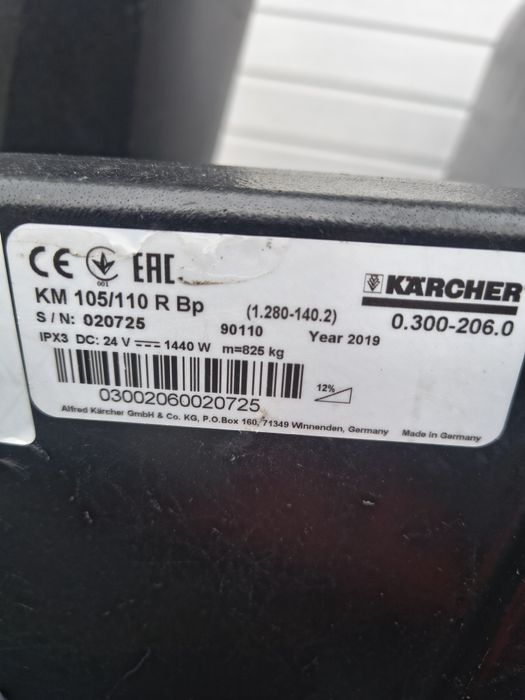 CE 001 EAC
KÄRCHER
KM 105/110 R Bp (1.280-140.2) 0.300-206.0
S / N: 020725 90110 Year 2019
IPX3 DC: 24 V 1440 W m=825 kg
12%
03002060020725
Alfred Kärcher GmbH & Co. KG, P.O.Box 160, 71349 Winnenden, Germany Made in Germany